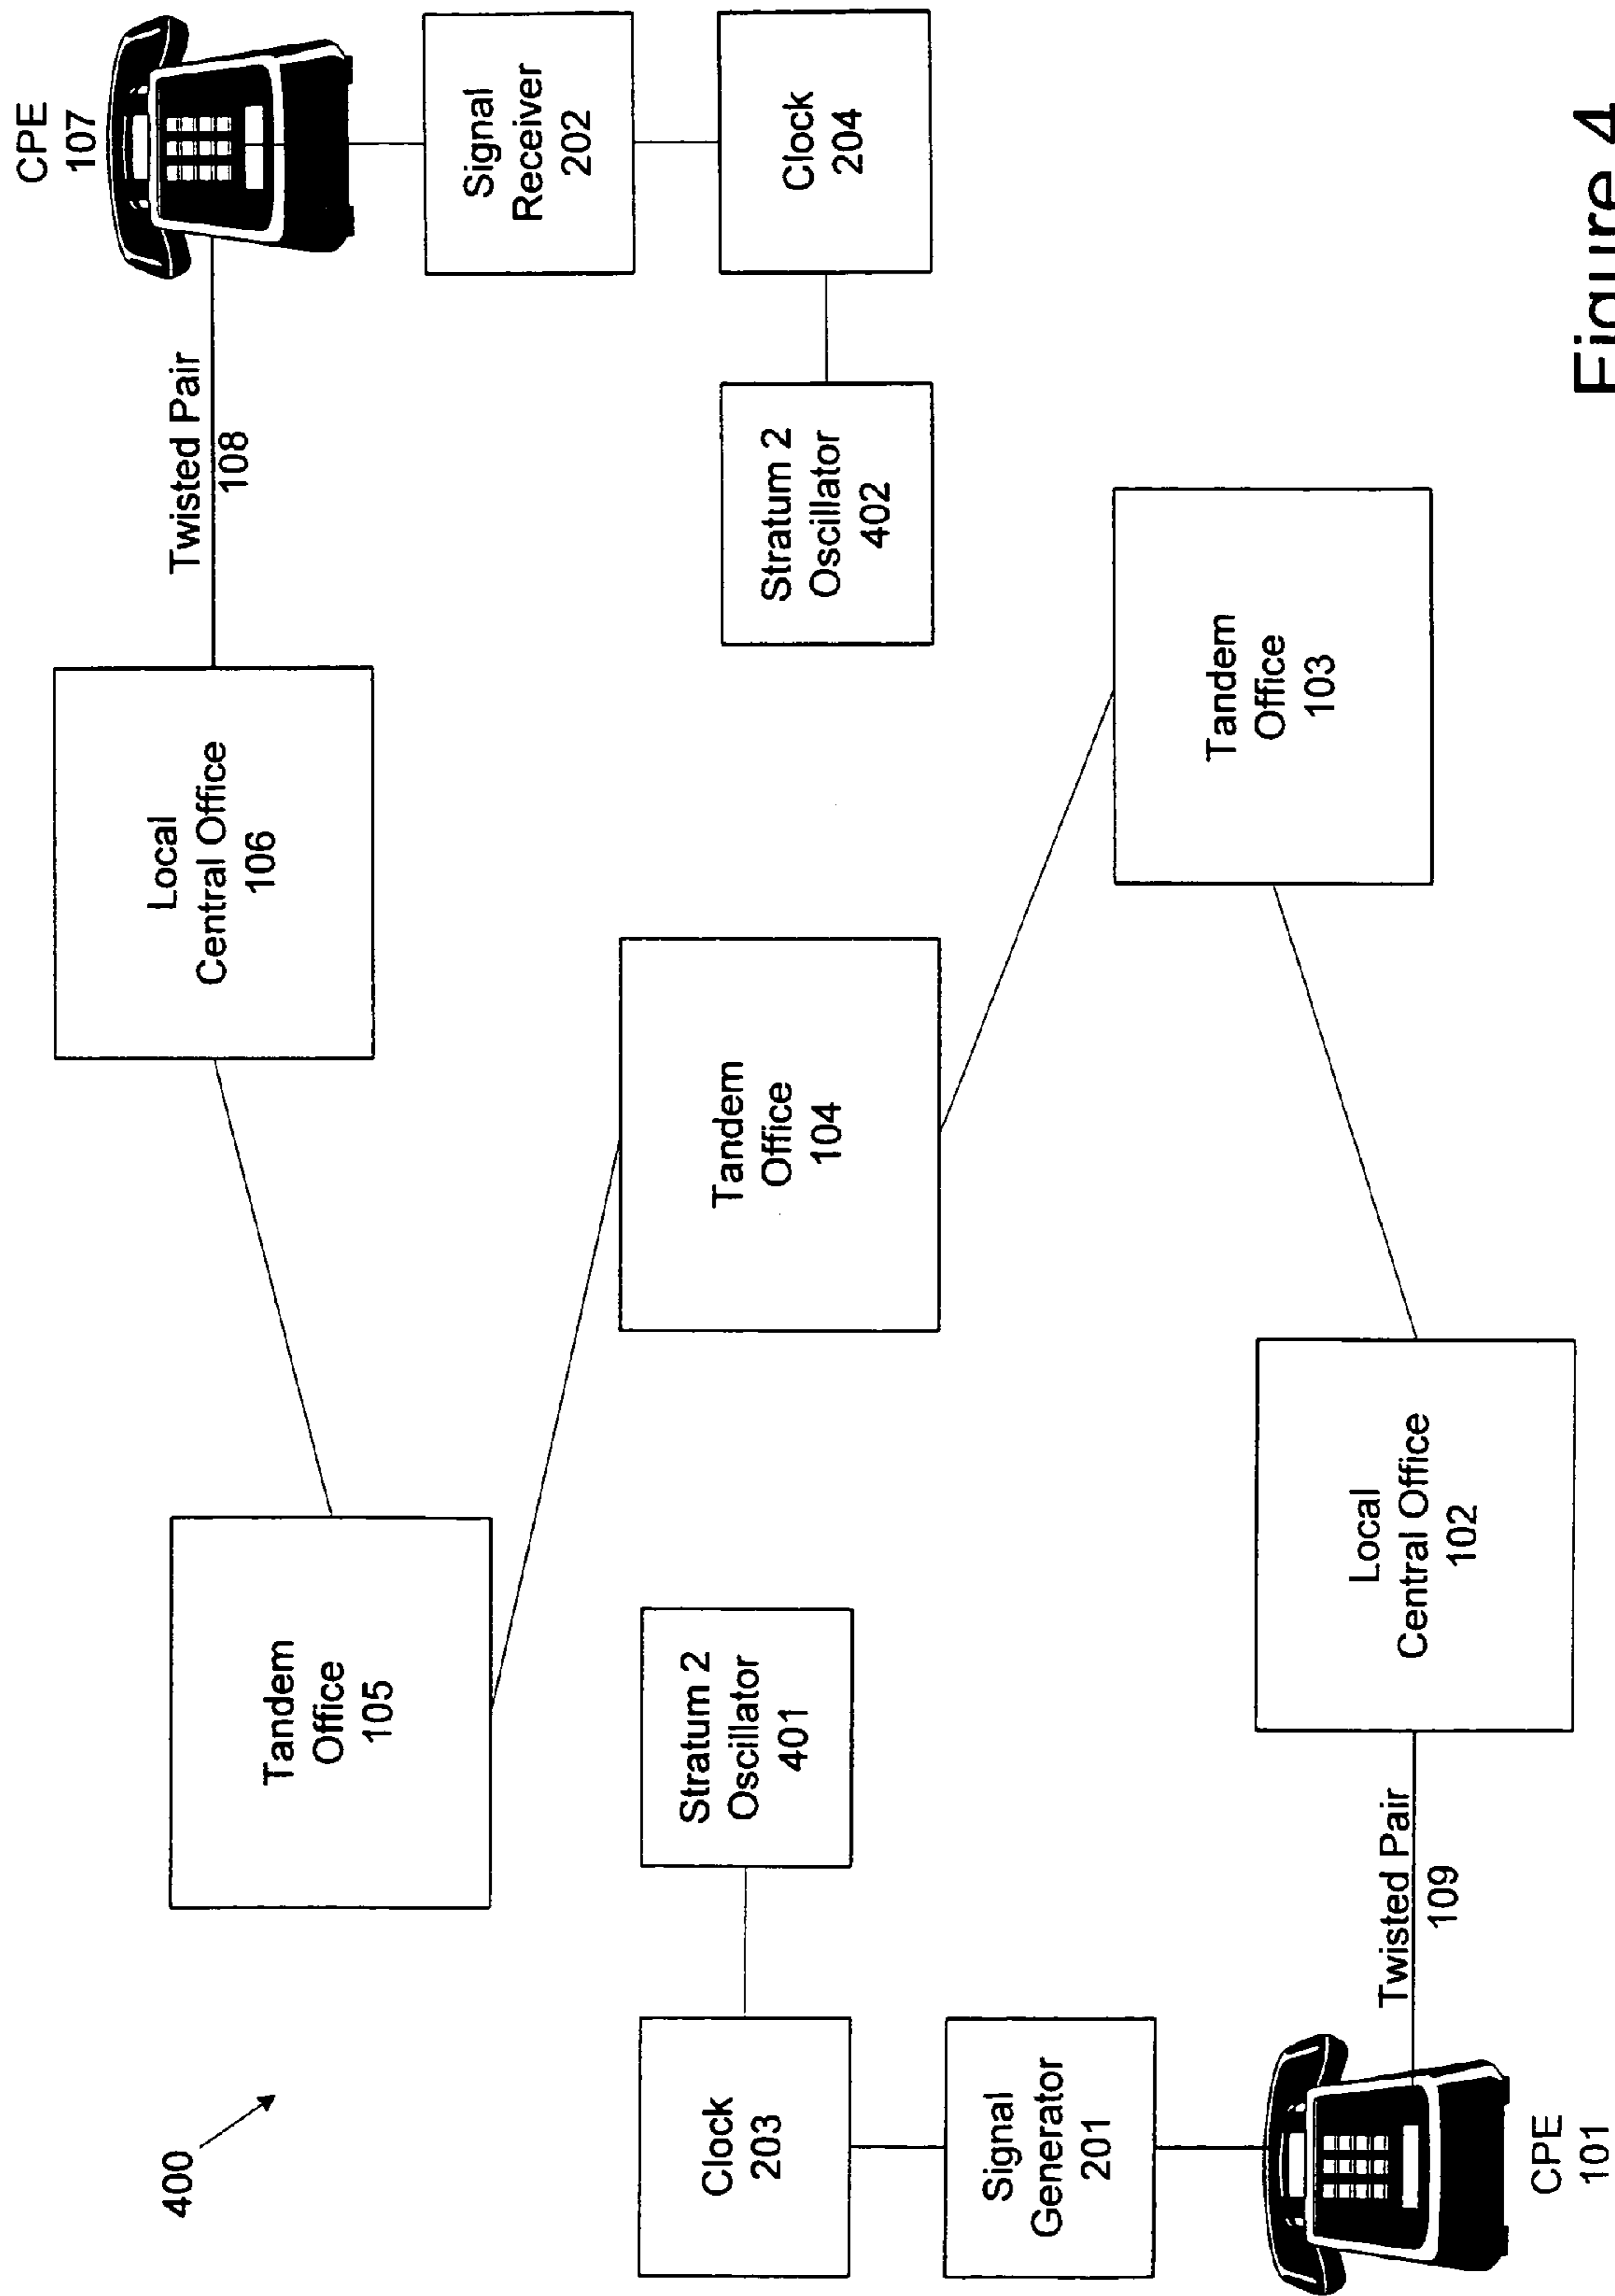 400
Tandem
Office
105
Local
Central Office
106
Twisted Pair
108
CPE
107
Signal
Receiver
202
Clock
204
Stratum 2
Oscillator
402
Clock
203
Stratum 2
Oscillator
401
Tandem
Office
104
Signal
Generator
201
Tandem
Office
103
CPE
101
Twisted Pair
109
Local
Central Office
102
Figure 4